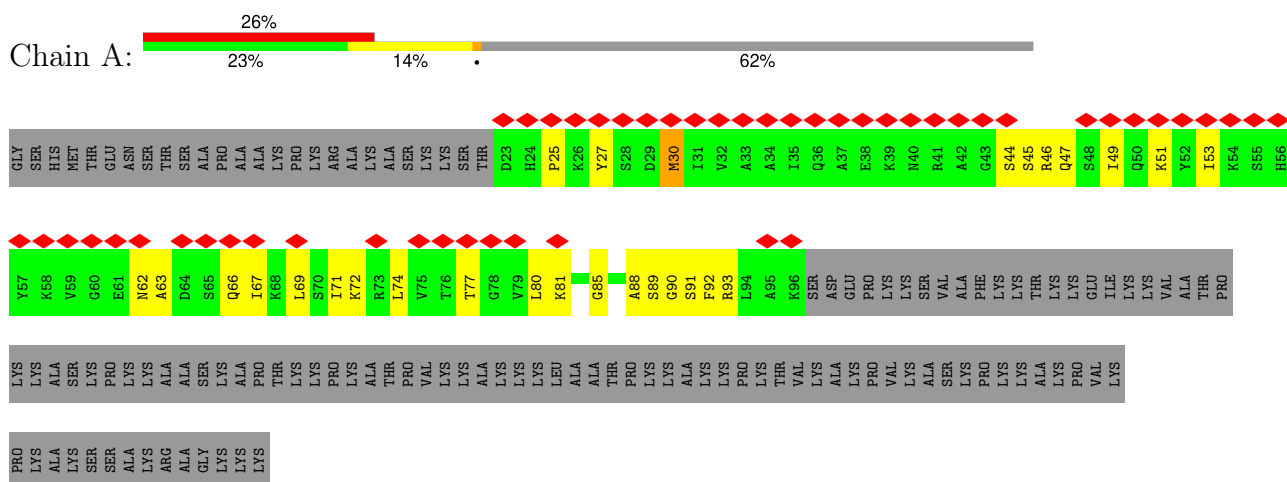 26%
Chain A:
23% 14% • 62%
GLY SER HIS MET THR GLU ASN SER THR SER ALA PRO ALA ALA LYS PRO LYS ARG ALA LYS ALA SER LYS LYS SER THR D23 H24 P25 K26 Y27 S28 D29 M30 I31 V32 A33 A34 I35 Q36 A37 E38 K39 N40 R41 A42 G43 S44 S45 R46 Q47 S48 I49 Q50 K51 Y52 I53 K54 S55 H56
Y57 K58 V59 G60 E61 N62 A63 D64 S65 Q66 I67 K68 L69 S70 I71 K72 R73 L74 V75 T76 T77 G78 V79 L80 K81 G85 A88 S89 G90 S91 F92 R93 L94 A95 K96 SER ASP GLU PRO LYS LYS SER VAL ALA PHE LYS LYS THR LYS LYS GLU ILE LYS LYS VAL ALA THR PRO
LYS LYS ALA SER LYS PRO LYS LYS ALA ALA SER LYS ALA PRO THR LYS LYS PRO LYS ALA THR PRO VAL LYS LYS ALA LYS LYS LYS LEU ALA ALA THR PRO LYS LYS ALA LYS LYS PRO LYS THR VAL LYS ALA LYS PRO VAL LYS ALA SER LYS PRO LYS LYS ALA LYS PRO VAL LYS
PRO LYS ALA LYS SER SER ALA LYS ARG ALA GLY LYS LYS LYS